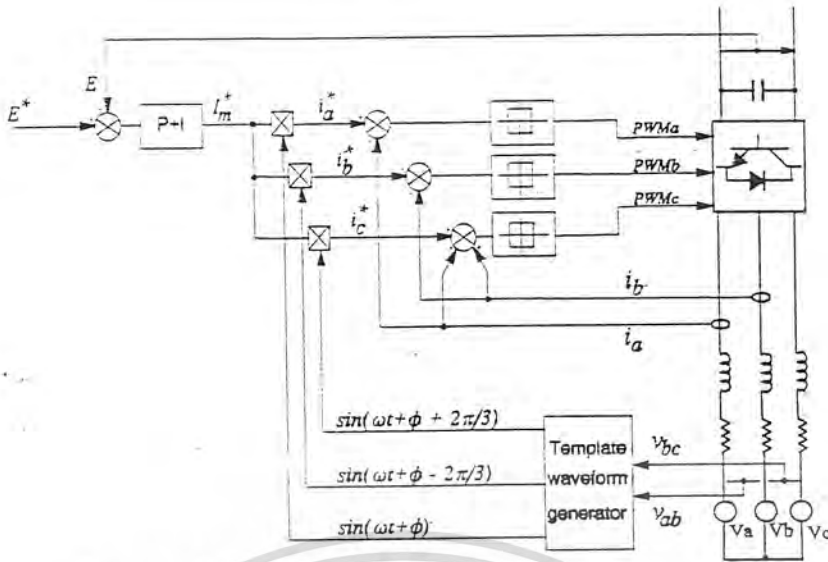 E
E*
P+I
I*m
i*a
i*b
i*c
PWMa
PWMb
PWMc
ib
ia
sin(ωt+ϕ + 2π/3)
sin(ωt+ϕ - 2π/3)
sin(ωt+ϕ)
Template
waveform
generator
vbc
vab
Va
Vb
Vc